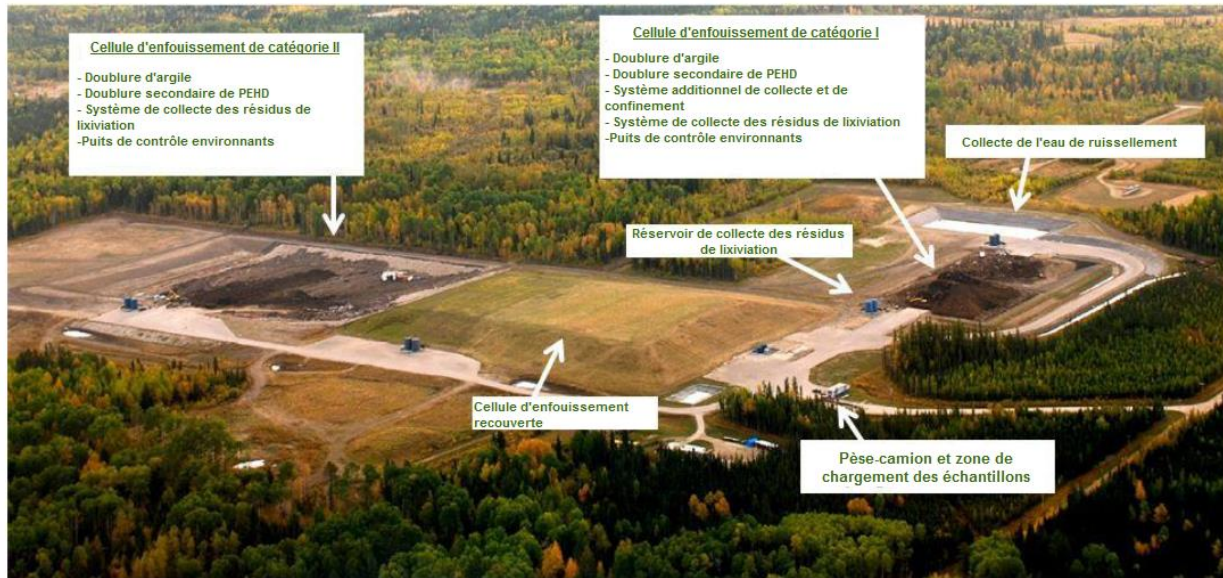 Cellule d'enfouissement de catégorie II
- Doublure d'argile
- Doublure secondaire de PEHD
- Système de collecte des résidus de
lixiviation
-Puits de contrôle environnants
Cellule d'enfouissement de catégorie I
- Doublure d'argile
- Doublure secondaire de PEHD
- Système additionnel de collecte et de
confinement
- Système de collecte des résidus de lixiviation
- Puits de contrôle environnants
Collecte de l'eau de ruissellement
Réservoir de collecte des résidus
de lixiviation
Cellule d'enfouissement
recouverte
Pèse-camion et zone de
chargement des échantillons